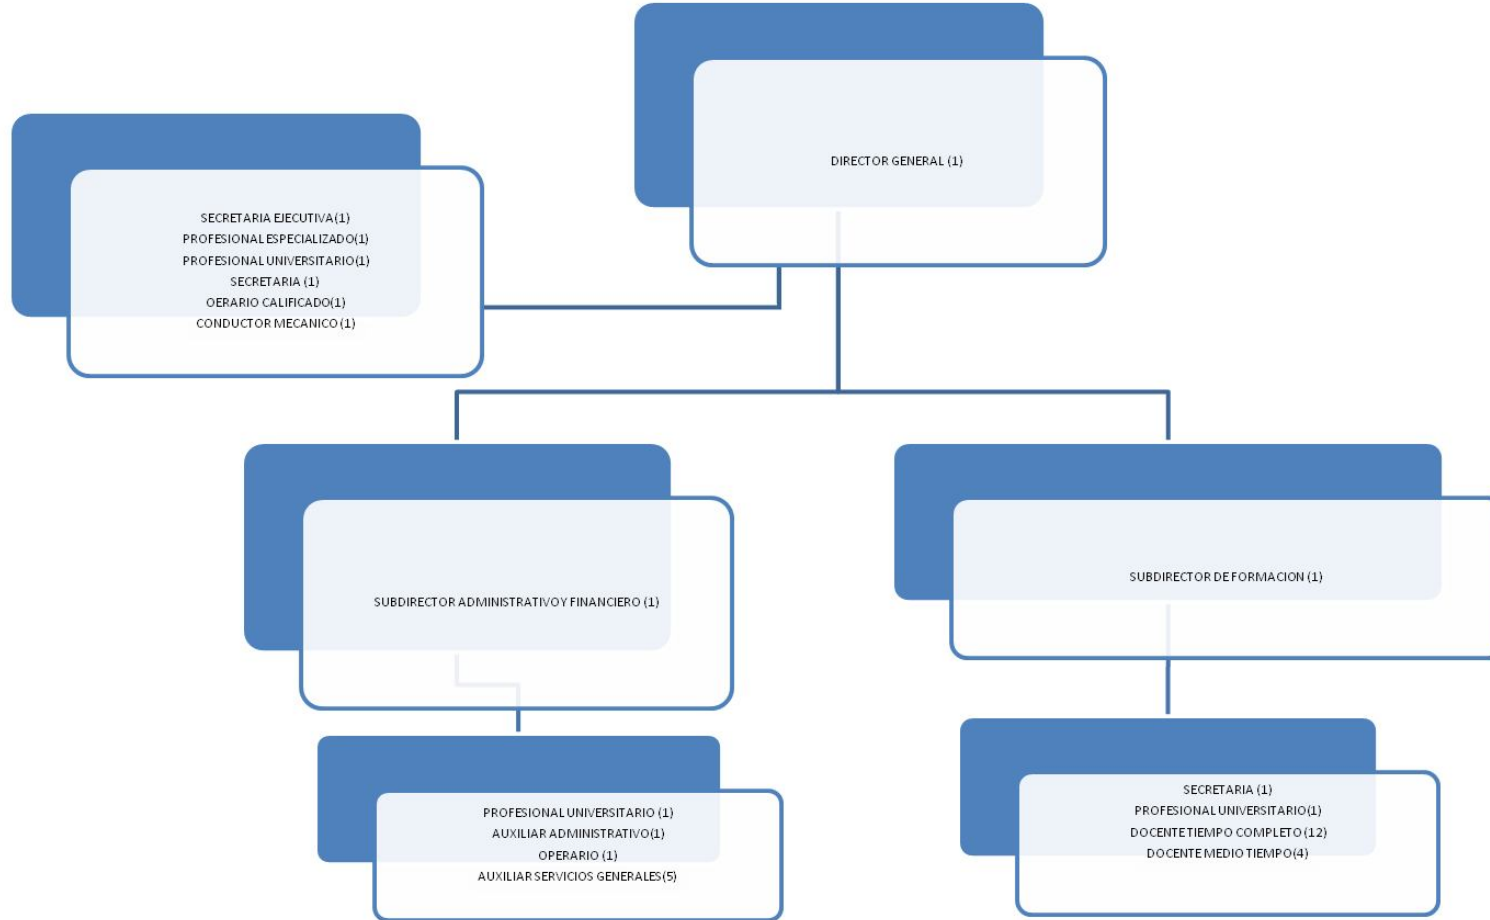 DIRECTOR GENERAL (1)
SECRETARIA EJECUTIVA(1)
PROFESIONAL ESPECIALIZADO(1)
PROFESIONAL UNIVERSITARIO(1)
SECRETARIA (1)
OERARIO CALIFICADO(1)
CONDUCTOR MECANICO (1)
SUBDIRECTOR ADMINISTRATIVO Y FINANCIERO (1)
SUBDIRECTOR DE FORMACION (1)
PROFESIONAL UNIVERSITARIO (1)
AUXILIAR ADMINISTRATIVO(1)
OPERARIO (1)
AUXILIAR SERVICIOS GENERALES(5)
SECRETARIA (1)
PROFESIONAL UNIVERSITARIO(1)
DOCENTE TIEMPO COMPLETO (12)
DOCENTE MEDIO TIEMPO(4)